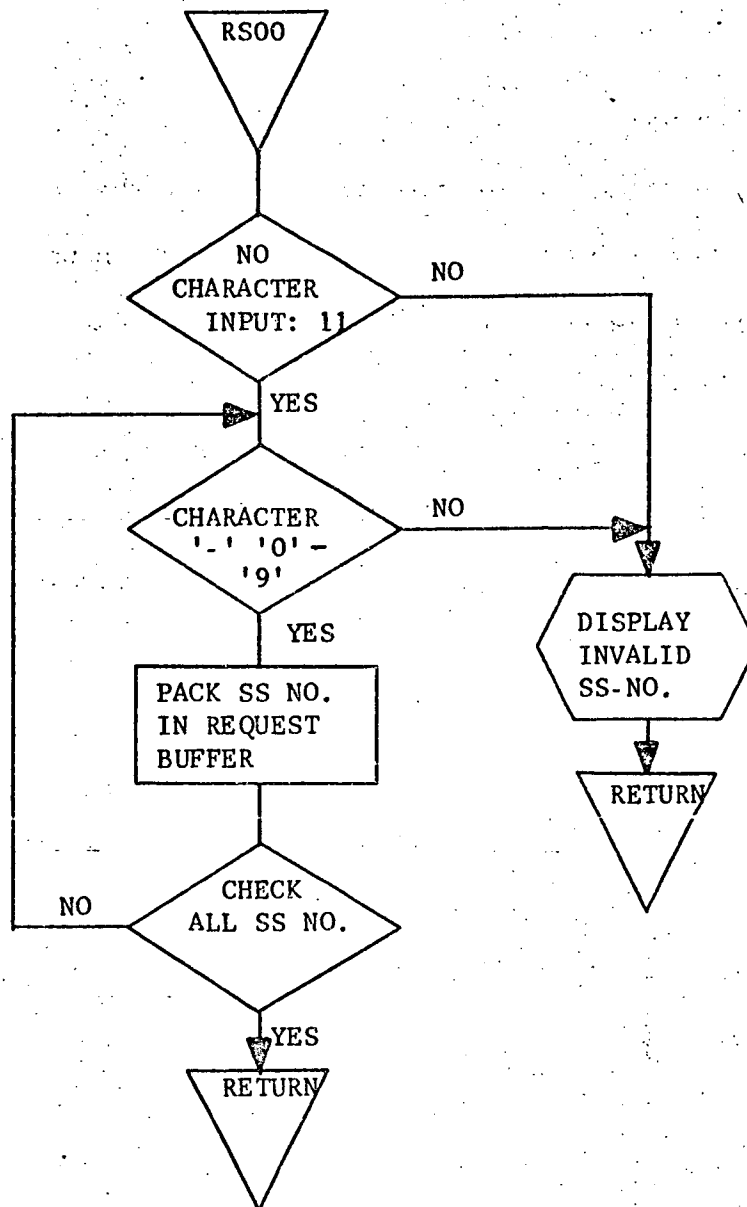 RS00
NO
CHARACTER
INPUT: 11
NO
YES
CHARACTER
'-' '0'-
'9'
NO
YES
PACK SS NO.
IN REQUEST
BUFFER
DISPLAY
INVALID
SS-NO.
RETURN
CHECK
ALL SS NO.
NO
YES
RETURN